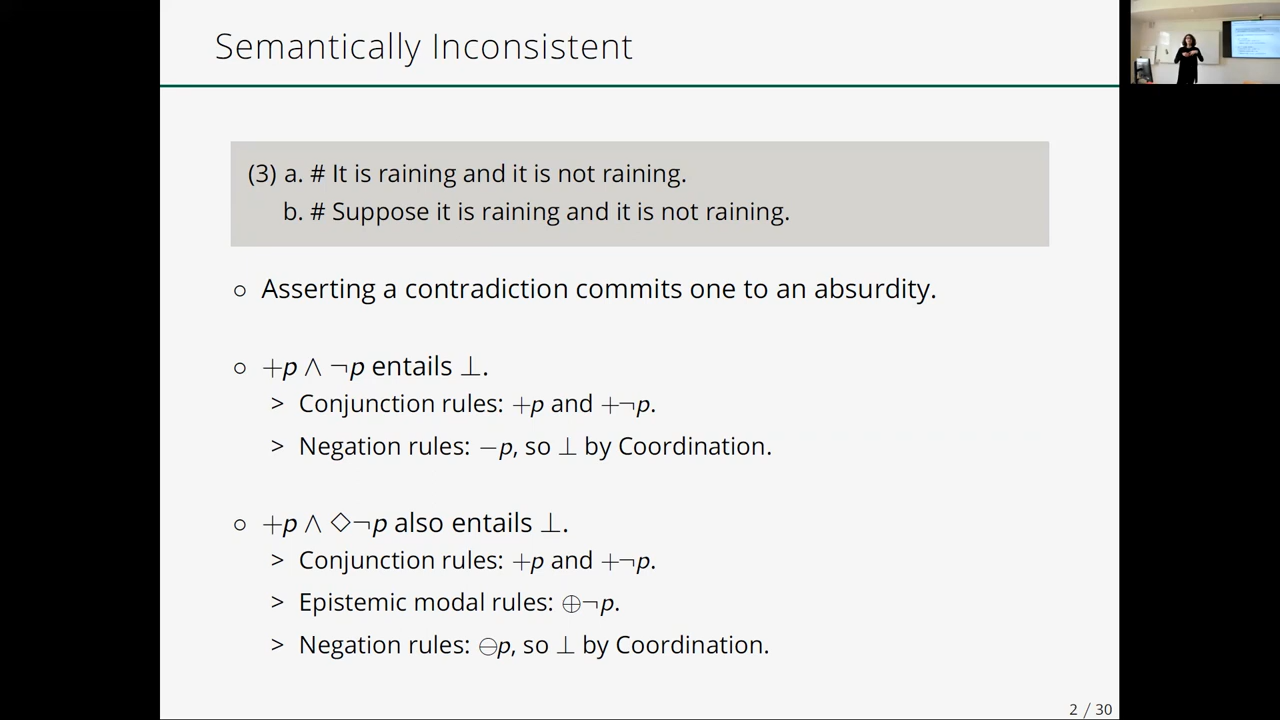 Semantically Inconsistent
(3) a. # It is raining and it is not raining.
b. # Suppose it is raining and it is not raining.
○ Asserting a contradiction commits one to an absurdity.
○ +p ∧ ¬p entails ⊥.
> Conjunction rules: +p and +¬p.
> Negation rules: −p, so ⊥ by Coordination.
○ +p ∧ ◇¬p also entails ⊥.
> Conjunction rules: +p and +¬p.
> Epistemic modal rules: ⊕¬p.
> Negation rules: ⊖p, so ⊥ by Coordination.
2 / 30